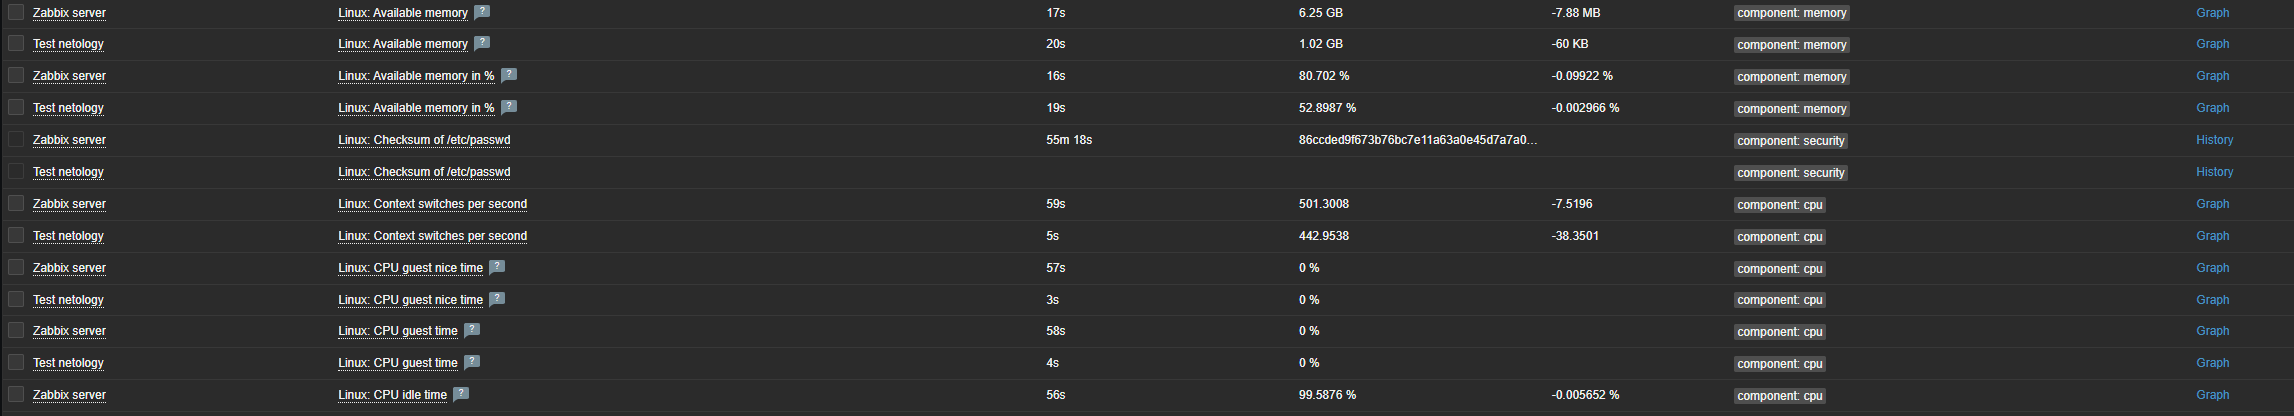 Zabbix server Linux: Available memory ? 17s 6.25 GB -7.88 MB component: memory Graph
Test netology Linux: Available memory ? 20s 1.02 GB -60 KB component: memory Graph
Zabbix server Linux: Available memory in % ? 16s 80.702 % -0.09922 % component: memory Graph
Test netology Linux: Available memory in % ? 19s 52.8987 % -0.002966 % component: memory Graph
Zabbix server Linux: Checksum of /etc/passwd 55m 18s 86ccded9f673b76bc7e11a63a0e45d7a7a0... component: security History
Test netology Linux: Checksum of /etc/passwd component: security History
Zabbix server Linux: Context switches per second 59s 501.3008 -7.5196 component: cpu Graph
Test netology Linux: Context switches per second 5s 442.9538 -38.3501 component: cpu Graph
Zabbix server Linux: CPU guest nice time ? 57s 0 % component: cpu Graph
Test netology Linux: CPU guest nice time ? 3s 0 % component: cpu Graph
Zabbix server Linux: CPU guest time ? 58s 0 % component: cpu Graph
Test netology Linux: CPU guest time ? 4s 0 % component: cpu Graph
Zabbix server Linux: CPU idle time ? 56s 99.5876 % -0.005652 % component: cpu Graph